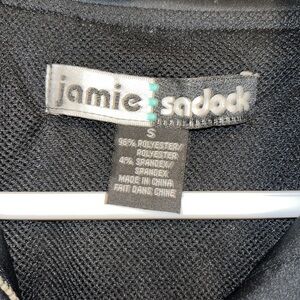 jamie sadock
S
96% POLYESTER/
POLYESTER
4% SPANDEX/
SPANDEX
MADE IN CHINA
FAIT DANS CHINE